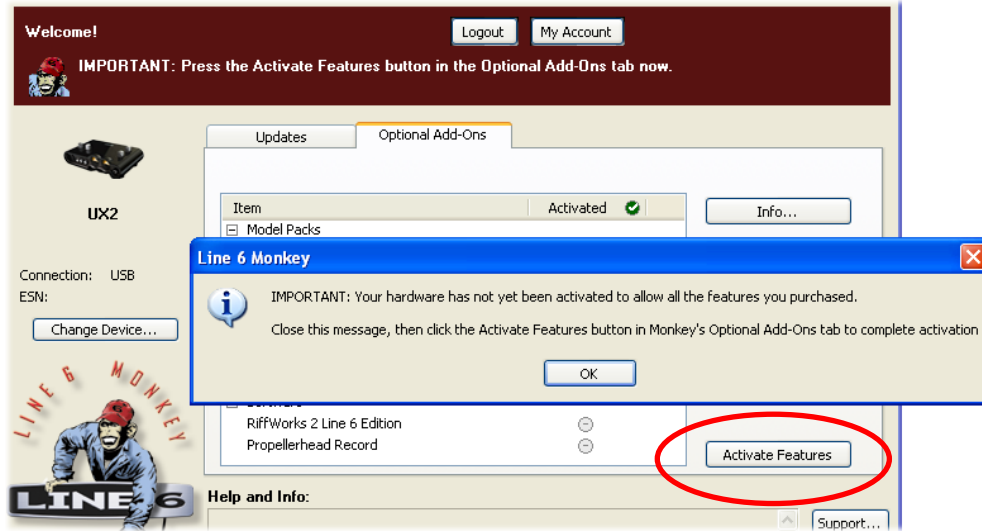 Welcome!
Logout
My Account
IMPORTANT: Press the Activate Features button in the Optional Add-Ons tab now.
Updates
Optional Add-Ons
UX2
Item
Activated
Info...
Model Packs
Line 6 Monkey
Connection: USB
ESN:
IMPORTANT: Your hardware has not yet been activated to allow all the features you purchased.
Close this message, then click the Activate Features button in Monkey's Optional Add-Ons tab to complete activation
Change Device...
OK
LINE 6 MONKEY
RiffWorks 2 Line 6 Edition
Propellerhead Record
Activate Features
LINE 6
Help and Info:
Support...